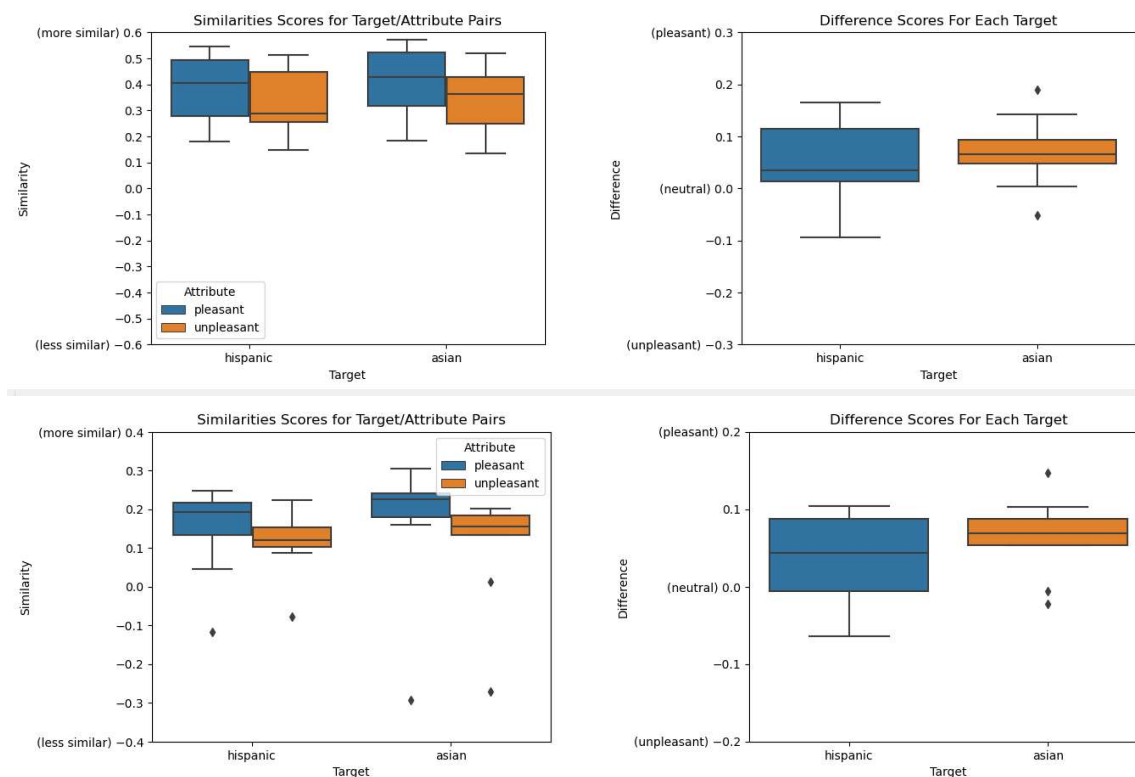 Similarities Scores for Target/Attribute Pairs
(more similar) 0.6
0.5
0.4
0.3
0.2
0.1
0.0
−0.1
−0.2
−0.3
−0.4
−0.5
(less similar) −0.6
Similarity
Attribute
pleasant
unpleasant
hispanic
asian
Target
Difference Scores For Each Target
(pleasant) 0.3
0.2
0.1
(neutral) 0.0
−0.1
−0.2
(unpleasant) −0.3
Difference
hispanic
asian
Target
Similarities Scores for Target/Attribute Pairs
(more similar) 0.4
0.3
0.2
0.1
0.0
−0.1
−0.2
−0.3
(less similar) −0.4
Similarity
Attribute
pleasant
unpleasant
hispanic
asian
Target
Difference Scores For Each Target
(pleasant) 0.2
0.1
(neutral) 0.0
−0.1
(unpleasant) −0.2
Difference
hispanic
asian
Target